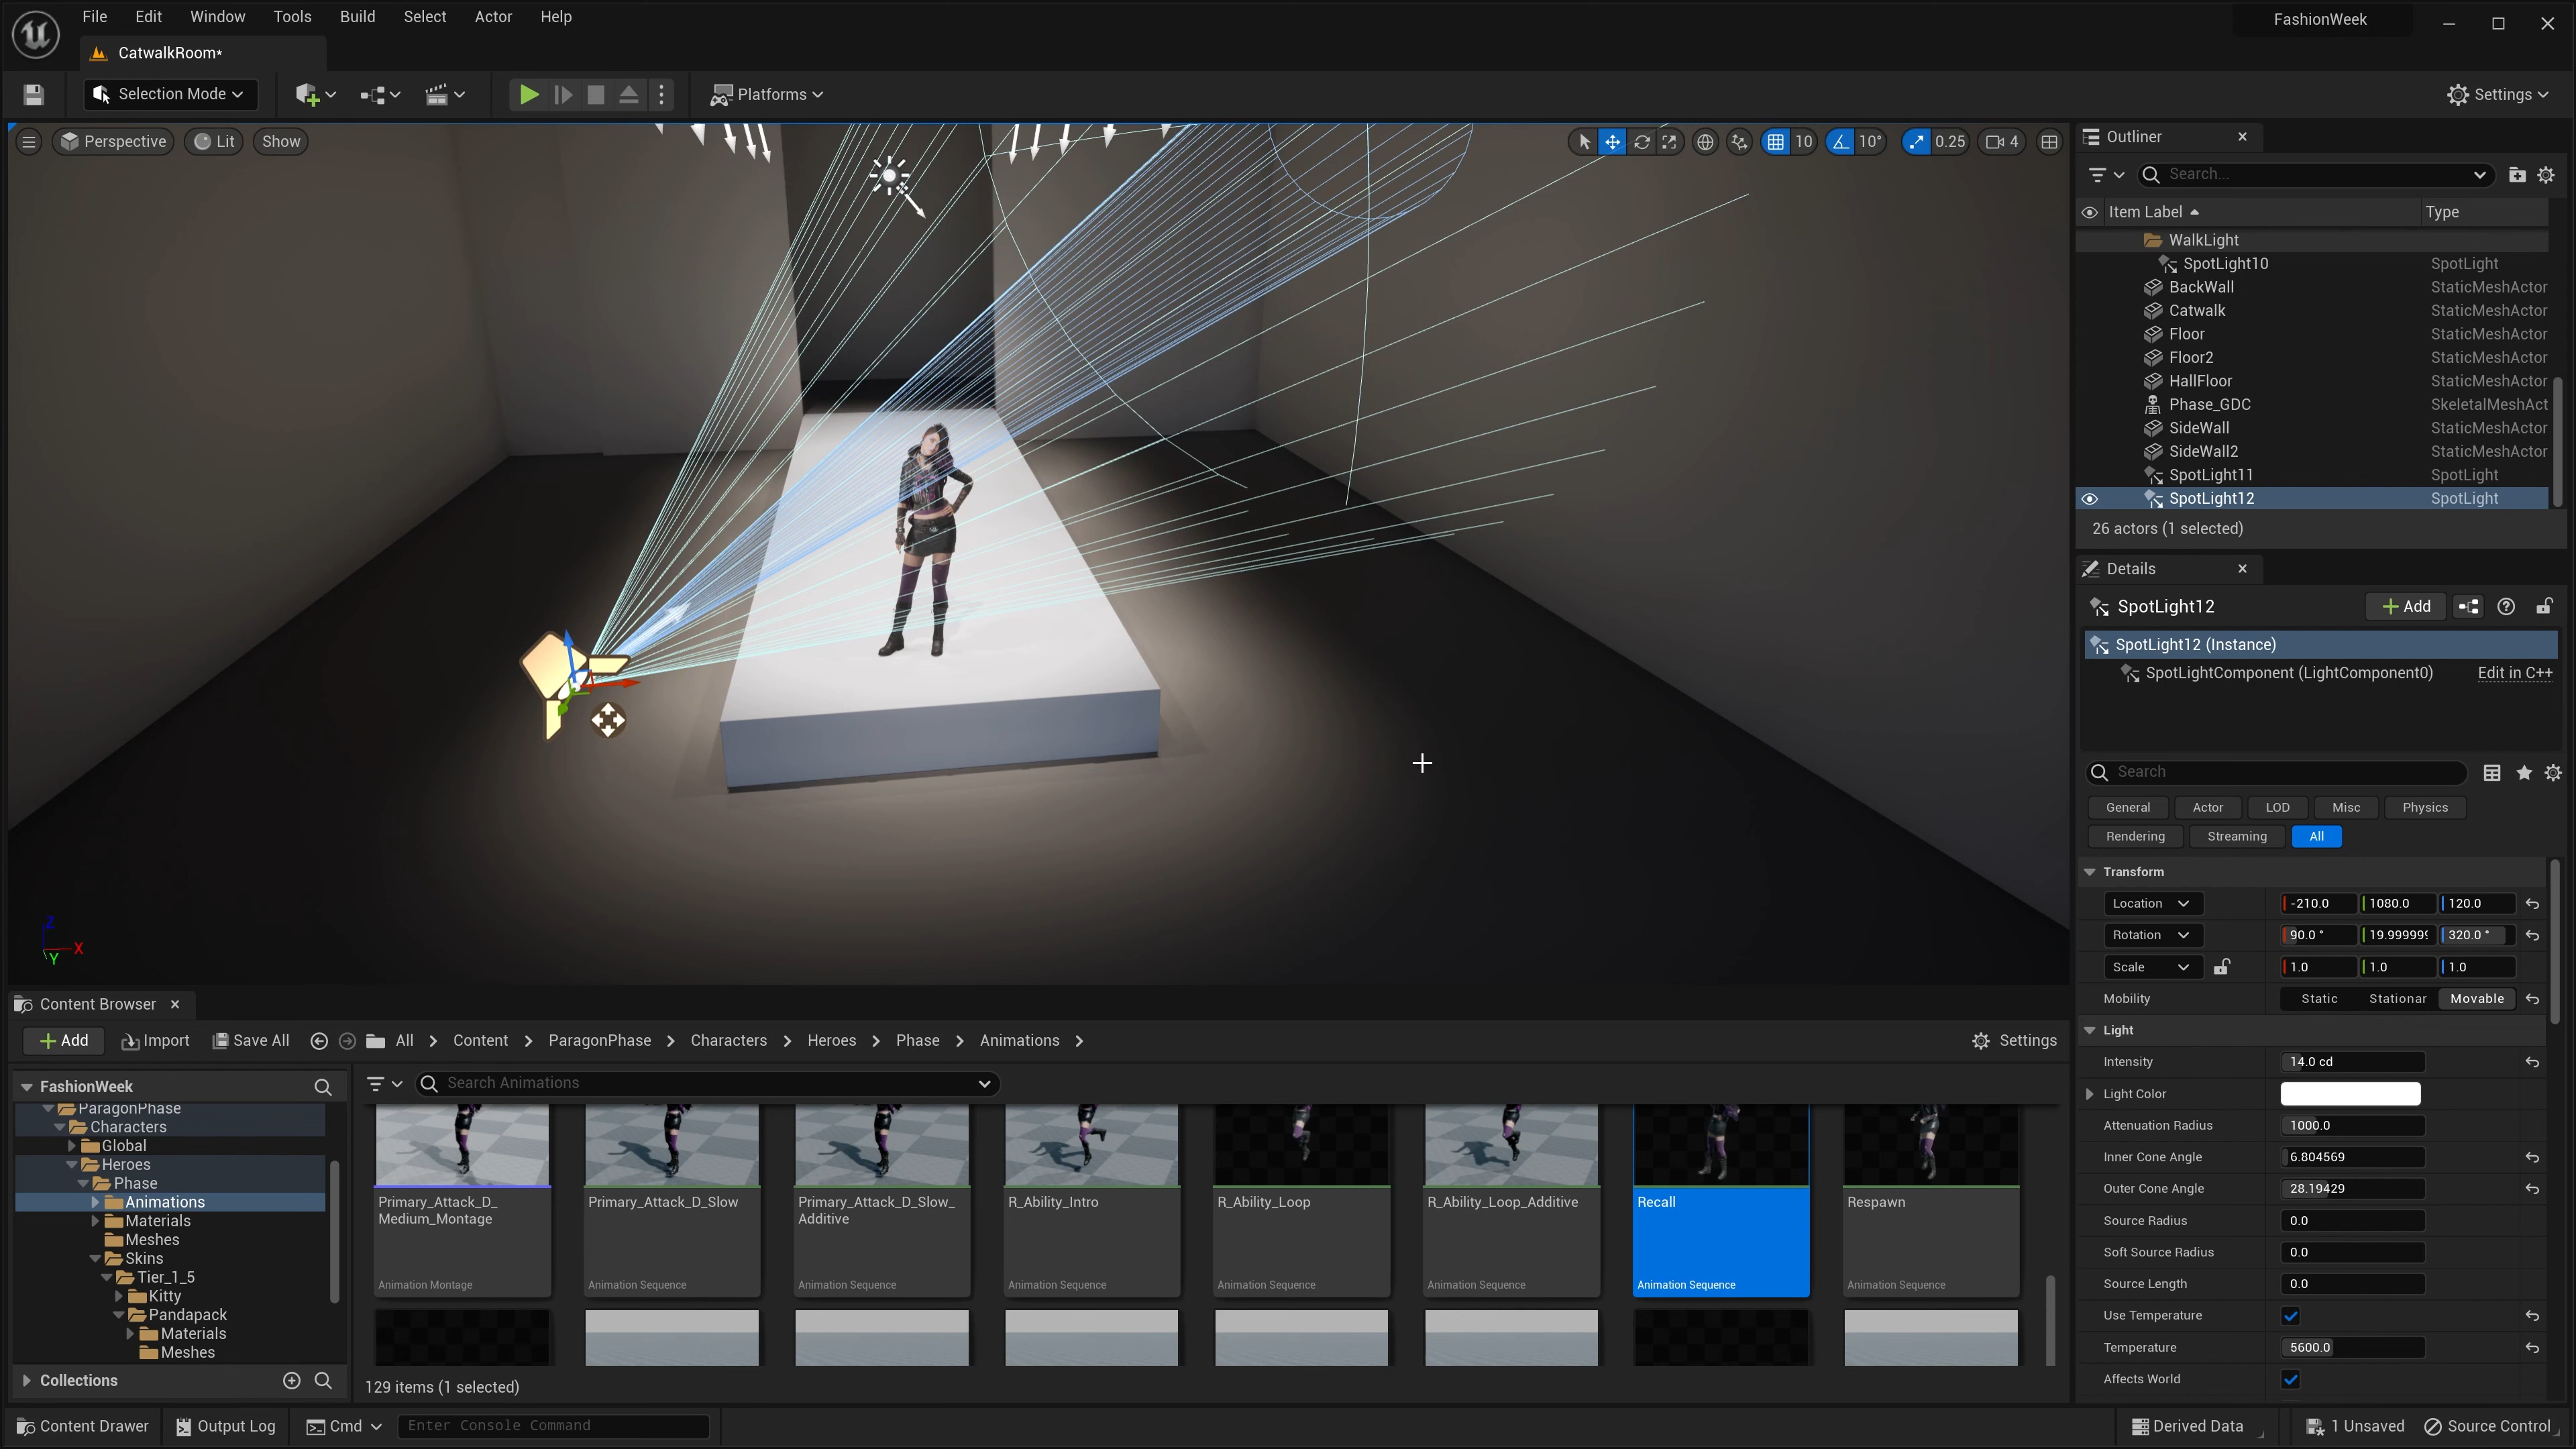 File Edit Window Tools Build Select Actor Help
FashionWeek
CatwalkRoom*
Selection Mode
Platforms
Settings
Perspective
Lit
Show
10
10°
0.25
4
Z
X
Y
Outliner
Search...
Item Label
Type
WalkLight
SpotLight10 SpotLight
BackWall StaticMeshActor
Catwalk StaticMeshActor
Floor StaticMeshActor
Floor2 StaticMeshActor
HallFloor StaticMeshActor
Phase_GDC SkeletalMeshAct
SideWall StaticMeshActor
SideWall2 StaticMeshActor
SpotLight11 SpotLight
SpotLight12 SpotLight
26 actors (1 selected)
Details
SpotLight12
Add
SpotLight12 (Instance)
SpotLightComponent (LightComponent0) Edit in C++
Search
General Actor LOD Misc Physics
Rendering Streaming All
Transform
Location -210.0 1080.0 120.0
Rotation 90.0 ° 19.999999 320.0 °
Scale 1.0 1.0 1.0
Mobility Static Stationar Movable
Light
Intensity 14.0 cd
Light Color
Attenuation Radius 1000.0
Inner Cone Angle 6.804569
Outer Cone Angle 28.19429
Source Radius 0.0
Soft Source Radius 0.0
Source Length 0.0
Use Temperature
Temperature 5600.0
Affects World
Content Browser
Add Import Save All All Content ParagonPhase Characters Heroes Phase Animations Settings
FashionWeek
ParagonPhase
Characters
Global
Heroes
Phase
Animations
Materials
Meshes
Skins
Tier_1_5
Kitty
Pandapack
Materials
Meshes
Collections
Search Animations
Primary_Attack_D_
Medium_Montage
Animation Montage
Primary_Attack_D_Slow
Animation Sequence
Primary_Attack_D_Slow_
Additive
Animation Sequence
R_Ability_Intro
Animation Sequence
R_Ability_Loop
Animation Sequence
R_Ability_Loop_Additive
Animation Sequence
Recall
Animation Sequence
Respawn
Animation Sequence
129 items (1 selected)
Content Drawer Output Log Cmd Enter Console Command
Derived Data 1 Unsaved Source Control